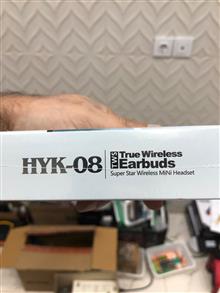 HYK-08 TWS True Wireless
Earbuds
Super Star Wireless MiNi Headset